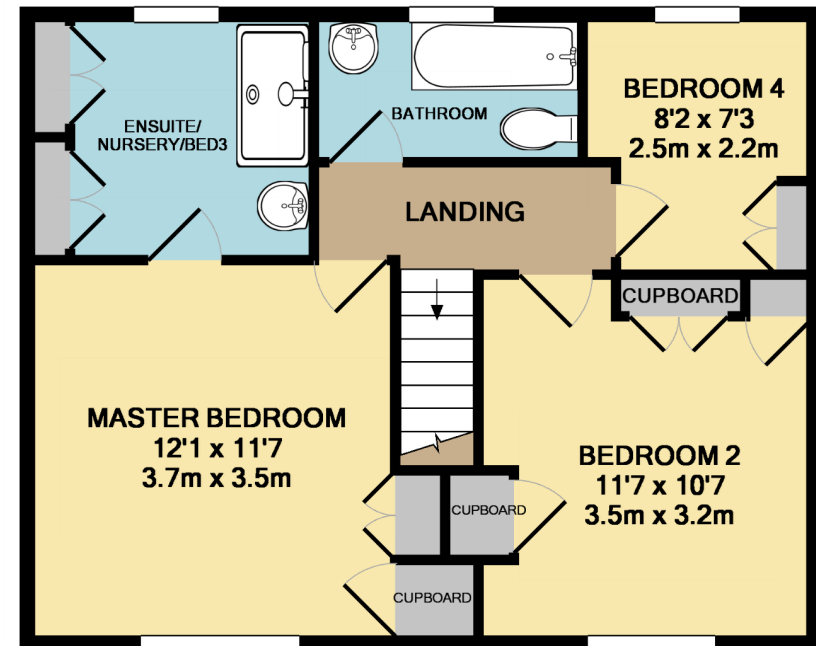 ENSUITE/
NURSERY/BED3
BATHROOM
BEDROOM 4
8'2 x 7'3
2.5m x 2.2m
LANDING
CUPBOARD
MASTER BEDROOM
12'1 x 11'7
3.7m x 3.5m
BEDROOM 2
11'7 x 10'7
3.5m x 3.2m
CUPBOARD
CUPBOARD